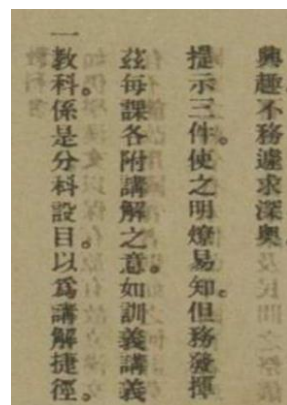 興趣不務遽求深奧。
提示三件使之明燎易知。但務發揮
茲每課各附講解之意。如訓義講義
一教科。係是分科設目。以爲講解捷徑。